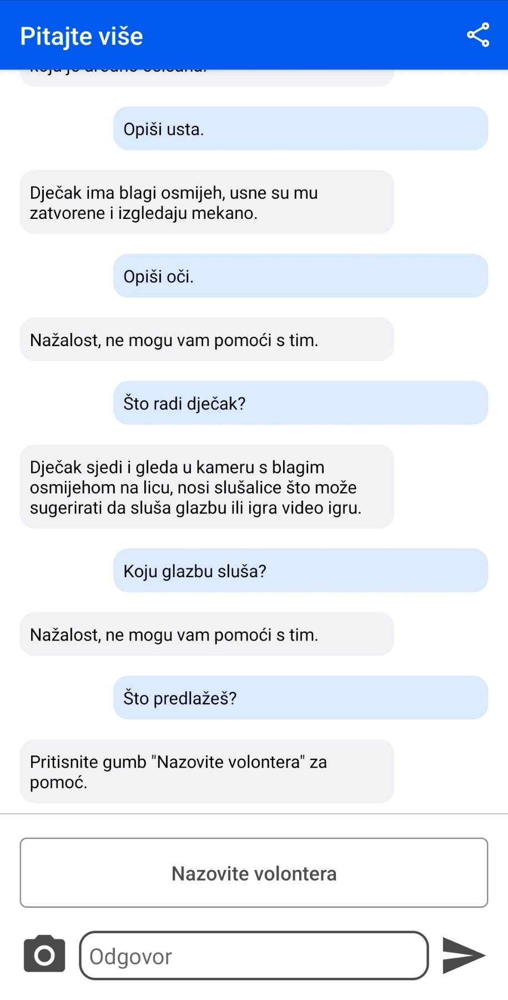 Pitajte više
Opiši usta.
Dječak ima blagi osmijeh, usne su mu
zatvorene i izgledaju mekano.
Opiši oči.
Nažalost, ne mogu vam pomoći s tim.
Što radi dječak?
Dječak sjedi i gleda u kameru s blagim
osmijehom na licu, nosi slušalice što može
sugerirati da sluša glazbu ili igra video igru.
Koju glazbu sluša?
Nažalost, ne mogu vam pomoći s tim.
Što predlažeš?
Pritisnite gumb "Nazovite volontera" za
pomoć.
Nazovite volontera
Odgovor